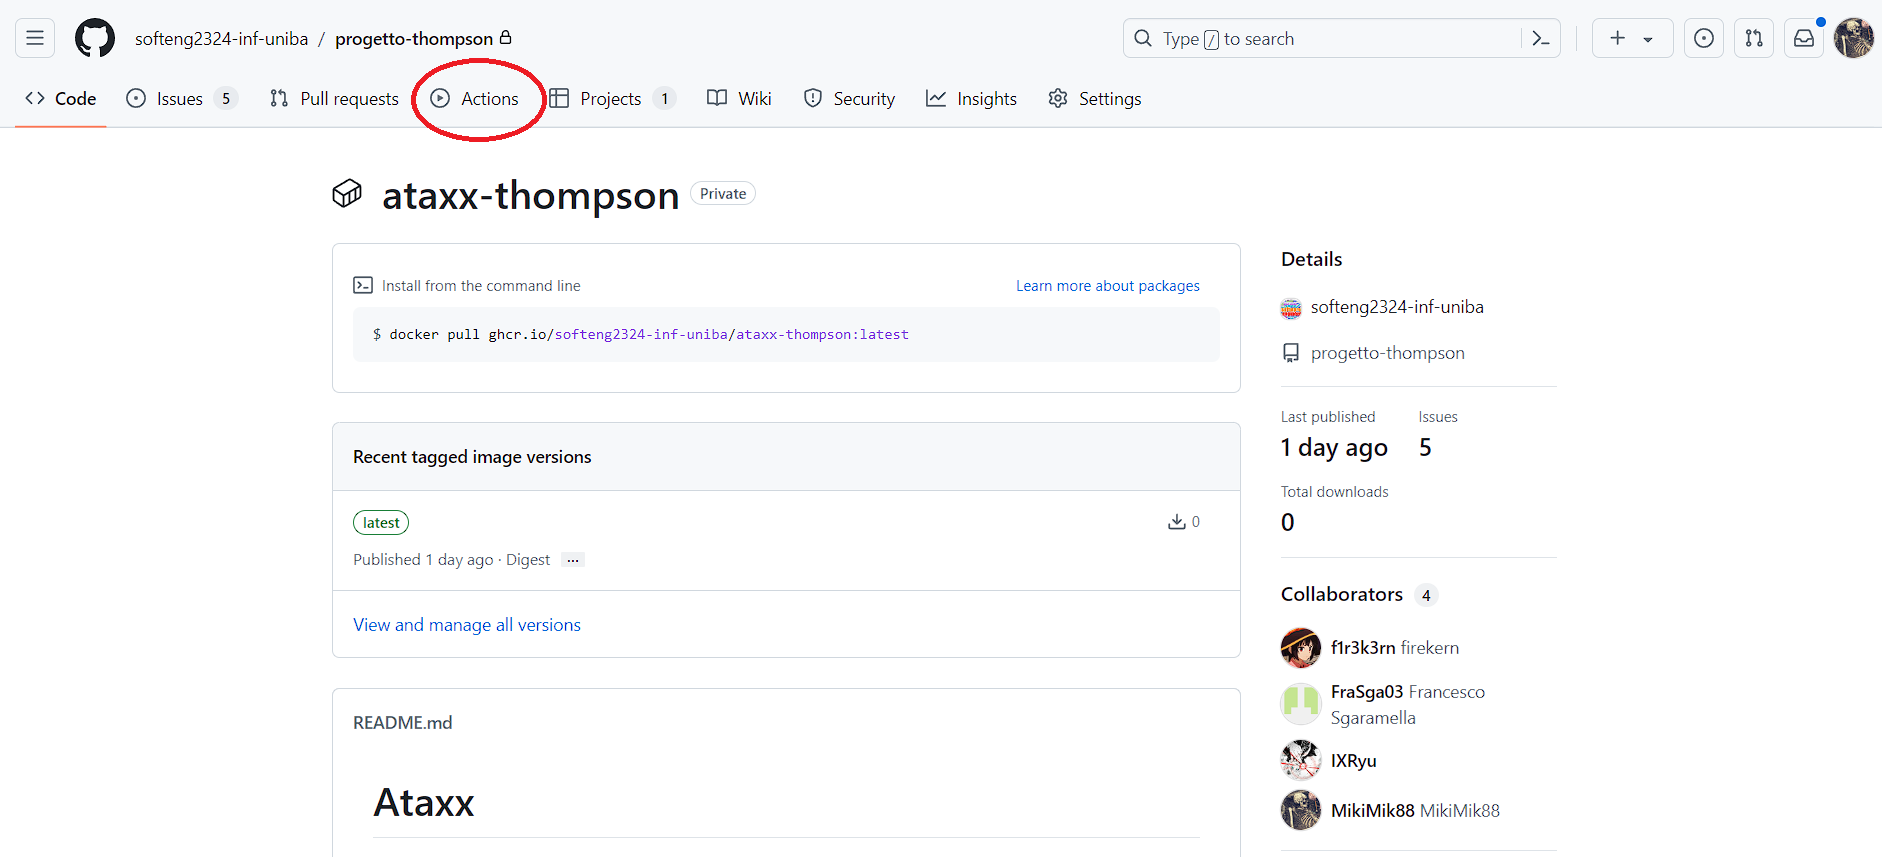 softeng2324-inf-uniba / progetto-thompson
Type / to search
Code Issues 5 Pull requests Actions Projects 1 Wiki Security Insights Settings
ataxx-thompson Private
Install from the command line
Learn more about packages
$ docker pull ghcr.io/softeng2324-inf-uniba/ataxx-thompson:latest
Recent tagged image versions
latest
0
Published 1 day ago · Digest ...
View and manage all versions
README.md
Ataxx
Details
softeng2324-inf-uniba
progetto-thompson
Last published Issues
1 day ago 5
Total downloads
0
Collaborators 4
f1r3k3rn firekern
FraSga03 Francesco
Sgaramella
IXRyu
MikiMik88 MikiMik88